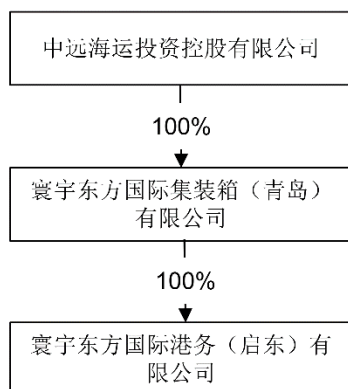 中远海运投资控股有限公司
100%
寰宇东方国际集装箱（青岛）
有限公司
100%
寰宇东方国际港务（启东）有
限公司